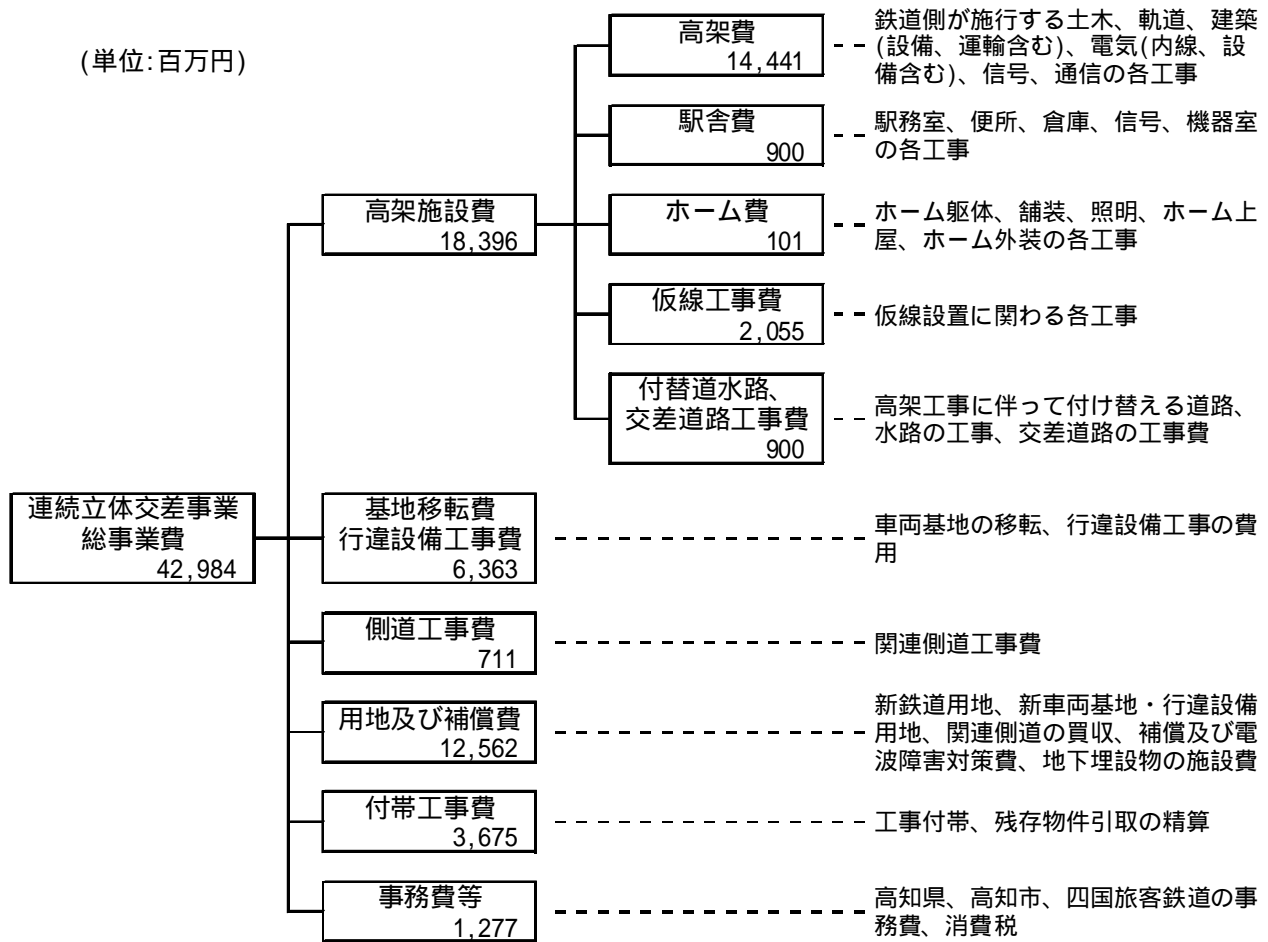 (単位:百万円)
高架費
14,441
鉄道側が施行する土木、軌道、建築
(設備、運輸含む)、電気(内線、設
備含む)、信号、通信の各工事
駅舎費
900
駅務室、便所、倉庫、信号、機器室
の各工事
高架施設費
18,396
ホーム費
101
ホーム躯体、舗装、照明、ホーム上
屋、ホーム外装の各工事
仮線工事費
2,055
仮線設置に関わる各工事
付替道水路、
交差道路工事費
900
高架工事に伴って付け替える道路、
水路の工事、交差道路の工事費
連続立体交差事業
総事業費
42,984
基地移転費
行違設備工事費
6,363
車両基地の移転、行違設備工事の費
用
側道工事費
711
関連側道工事費
用地及び補償費
12,562
新鉄道用地、新車両基地・行違設備
用地、関連側道の買収、補償及び電
波障害対策費、地下埋設物の施設費
付帯工事費
3,675
工事付帯、残存物件引取の精算
事務費等
1,277
高知県、高知市、四国旅客鉄道の事
務費、消費税